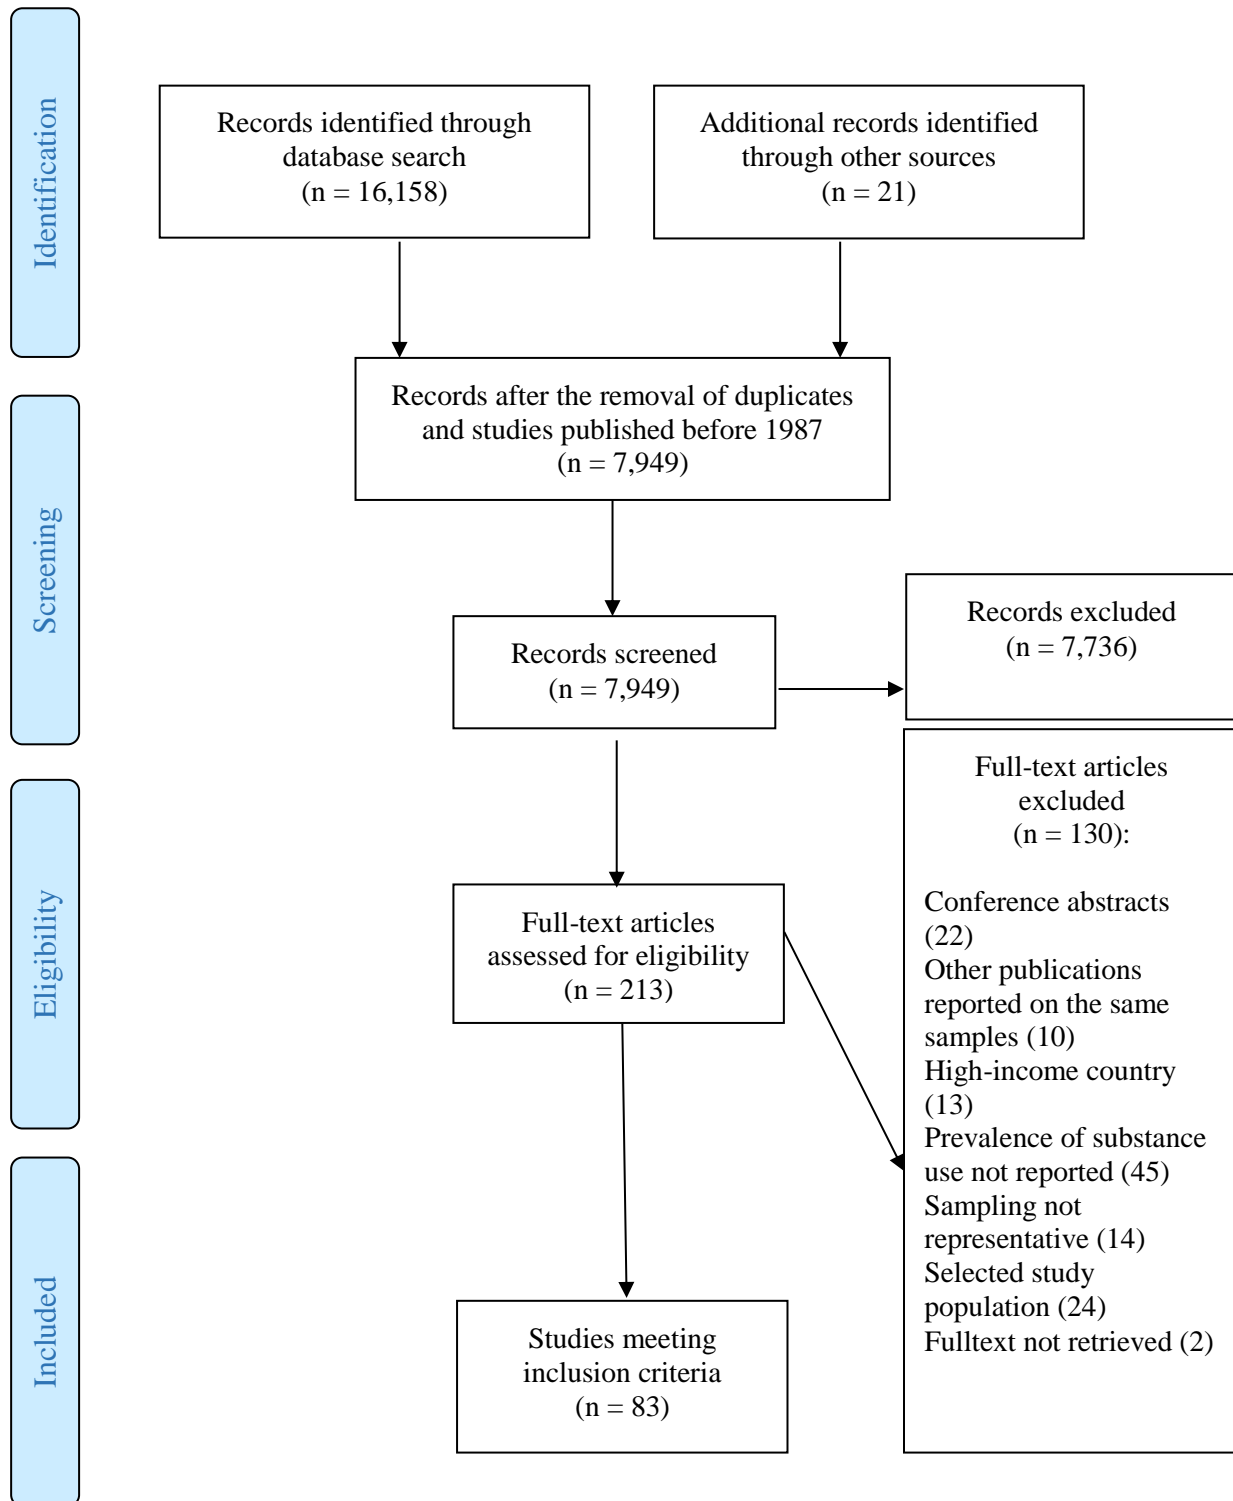 Identification
Records identified through
database search
(n = 16,158)
Additional records identified
through other sources
(n = 21)
Records after the removal of duplicates
and studies published before 1987
(n = 7,949)
Screening
Records screened
(n = 7,949)
Records excluded
(n = 7,736)
Eligibility
Full-text articles
assessed for eligibility
(n = 213)
Full-text articles
excluded
(n = 130):
Conference abstracts
(22)
Other publications
reported on the same
samples (10)
High-income country
(13)
Prevalence of substance
use not reported (45)
Sampling not
representative (14)
Selected study
population (24)
Fulltext not retrieved (2)
Included
Studies meeting
inclusion criteria
(n = 83)